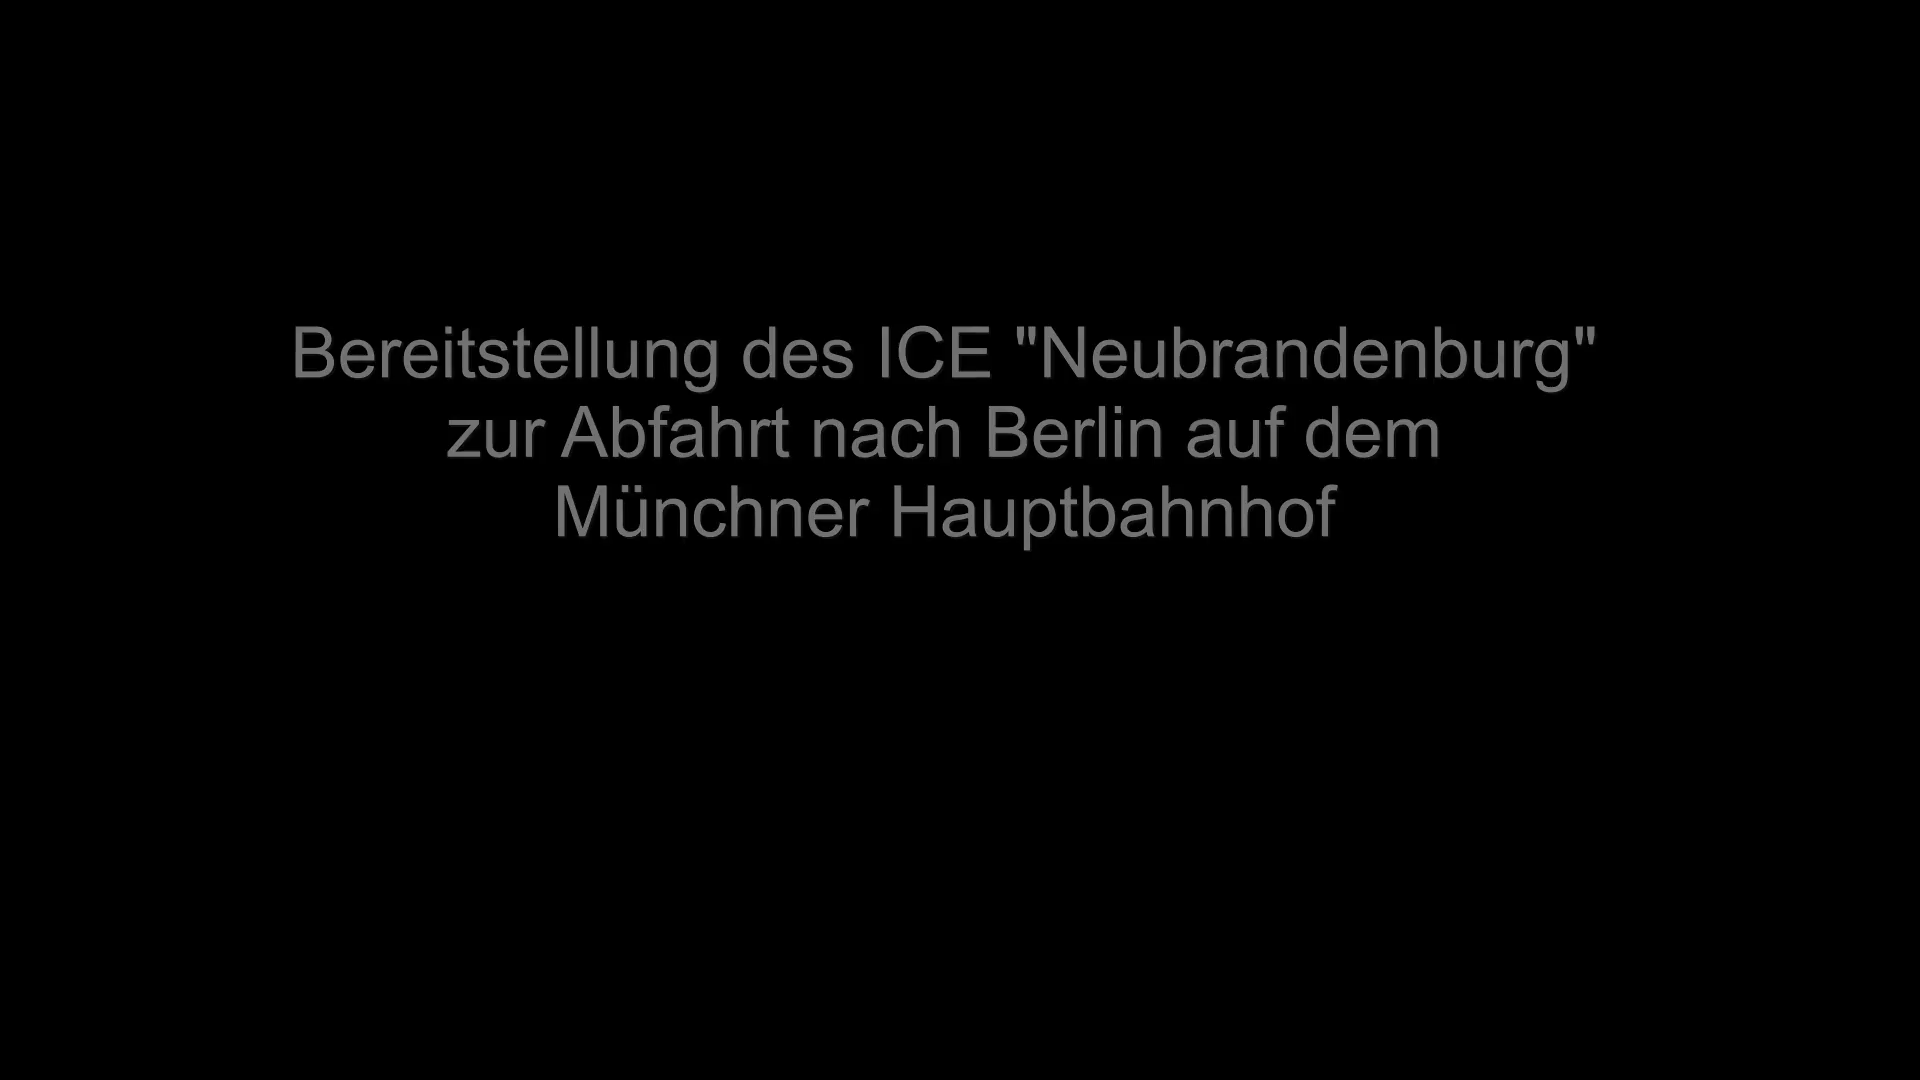 Bereitstellung des ICE "Neubrandenburg"
zur Abfahrt nach Berlin auf dem
Münchner Hauptbahnhof